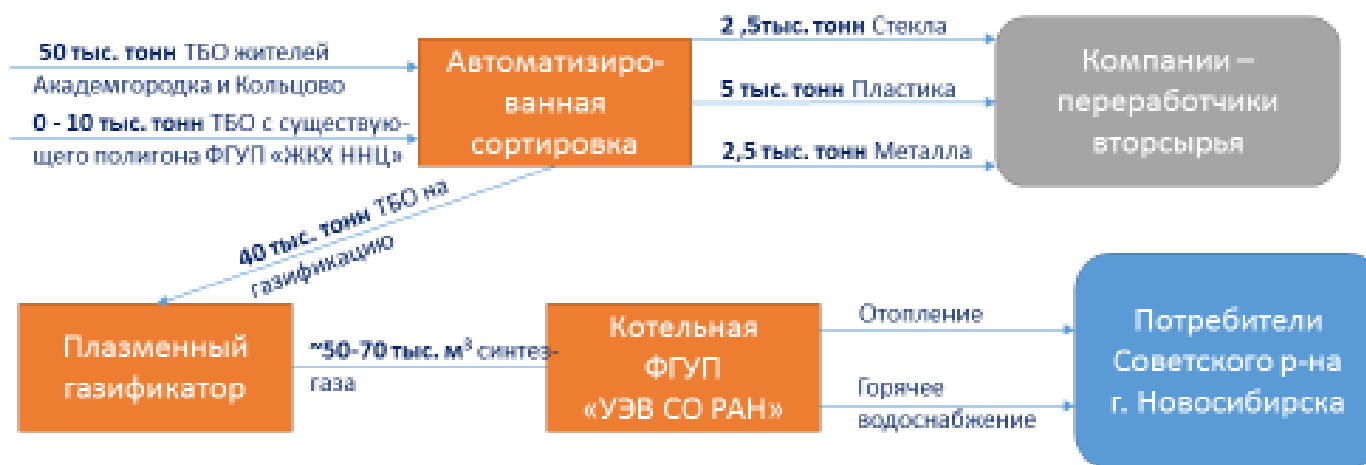 50 тыс. тонн ТБО жителей
Академгородка и Кольцово
0 - 10 тыс. тонн ТБО с существую-
щего полигона ФГУП «ЖКХ ННЦ»
Автоматизиро-
ванная
сортировка
2 ,5тыс. тонн Стекла
5 тыс. тонн Пластика
2,5 тыс. тонн Металла
Компании –
переработчики
вторсырья
40 тыс. тонн ТБО на
газификацию
Плазменный
газификатор
~50-70 тыс. м³ синтез-
газа
Котельная
ФГУП
«УЭВ СО РАН»
Отопление
Горячее
водоснабжение
Потребители
Советского р-на
г. Новосибирска